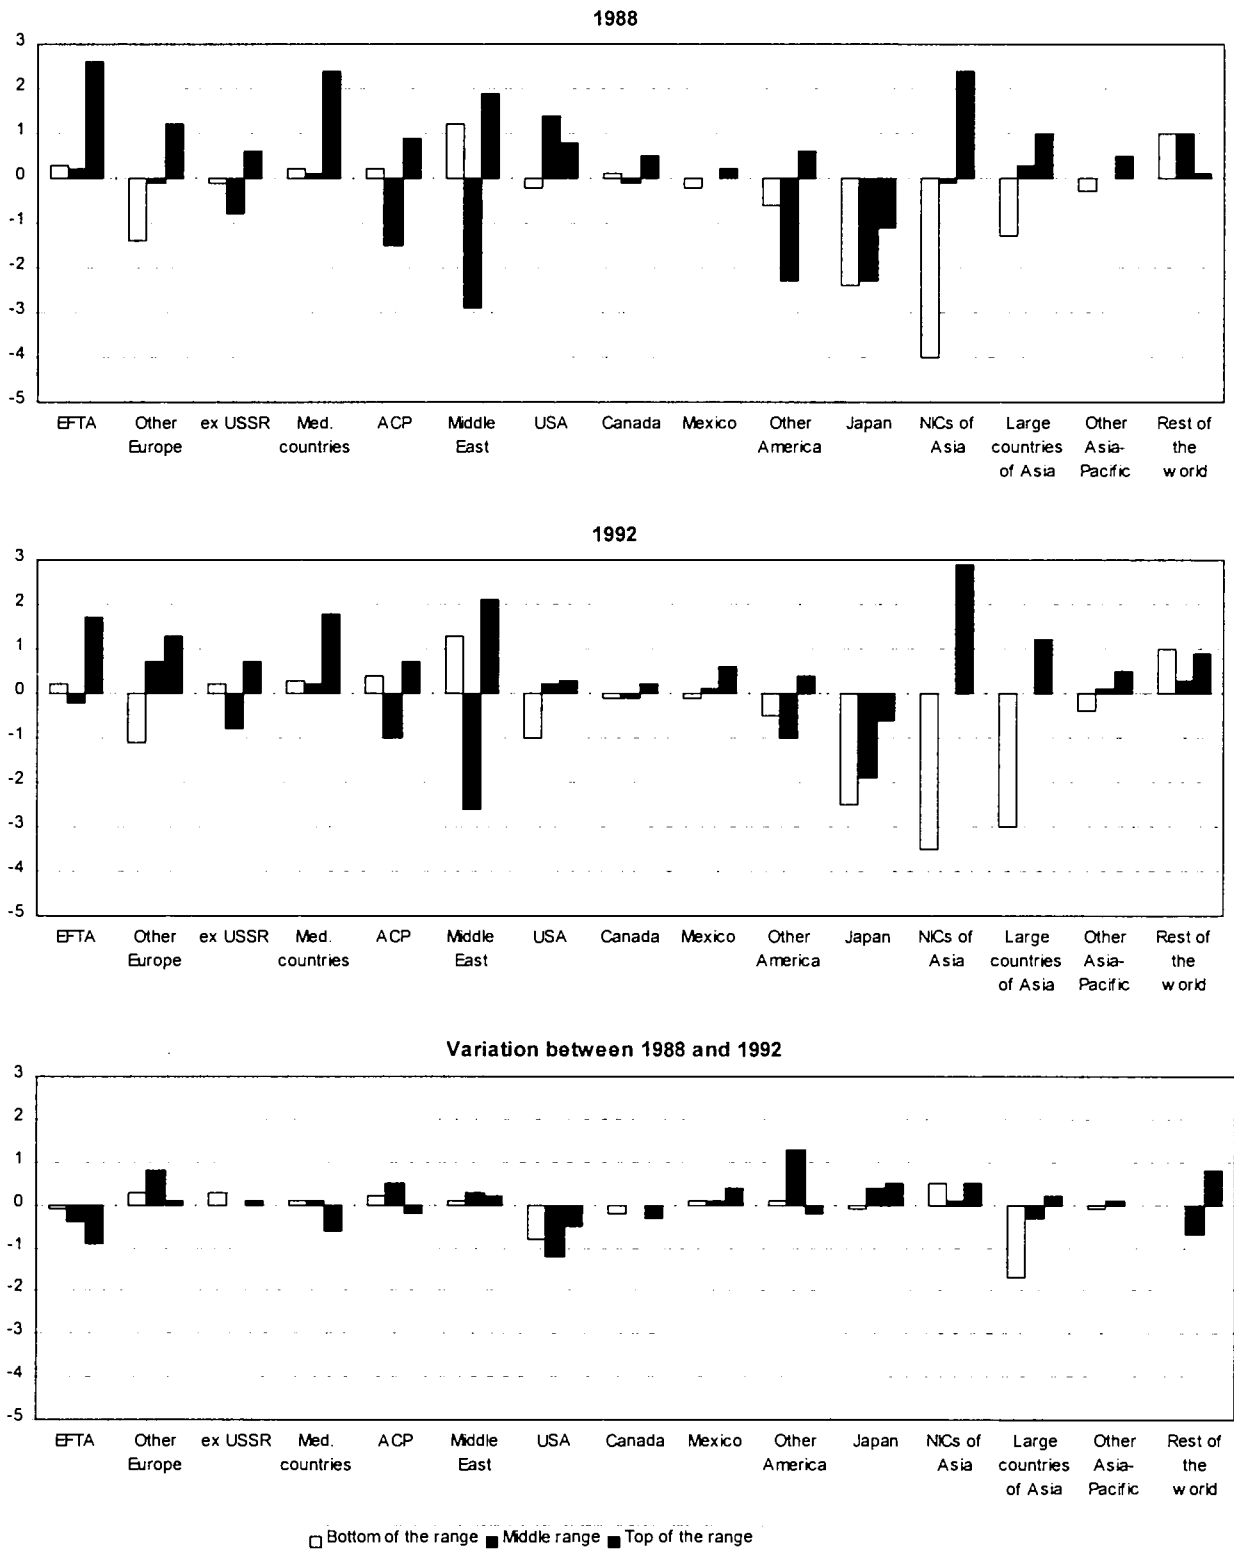 1988
3
2
1
0
-1
-2
-3
-4
-5
EFTA Other ex USSR Med. ACP Middle USA Canada Mexico Other Japan NICs of Large Other Rest of
Europe countries East America Asia countries Asia- the
of Asia Pacific world
1992
3
2
1
0
-1
-2
-3
-4
-5
EFTA Other ex USSR Med. ACP Middle USA Canada Mexico Other Japan NICs of Large Other Rest of
Europe countries East America Asia countries Asia- the
of Asia Pacific world
Variation between 1988 and 1992
3
2
1
0
-1
-2
-3
-4
-5
EFTA Other ex USSR Med. ACP Middle USA Canada Mexico Other Japan NICs of Large Other Rest of
Europe countries East America Asia countries Asia- the
of Asia Pacific world
Bottom of the range Middle range Top of the range